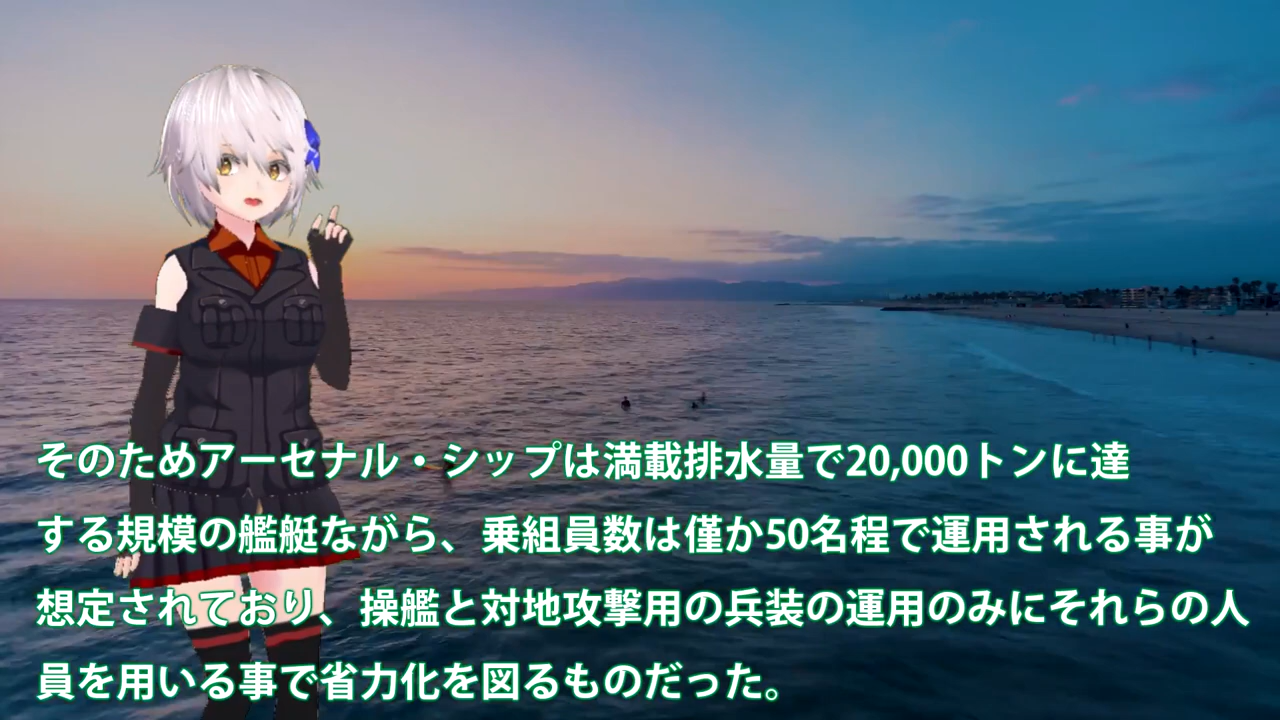 そのためアーセナル・シップは満載排水量で20,000トンに達
する規模の艦艇ながら、乗組員数は僅か50名程で運用される事が
想定されており、操艦と対地攻撃用の兵装の運用のみにそれらの人
員を用いる事で省力化を図るものだった。